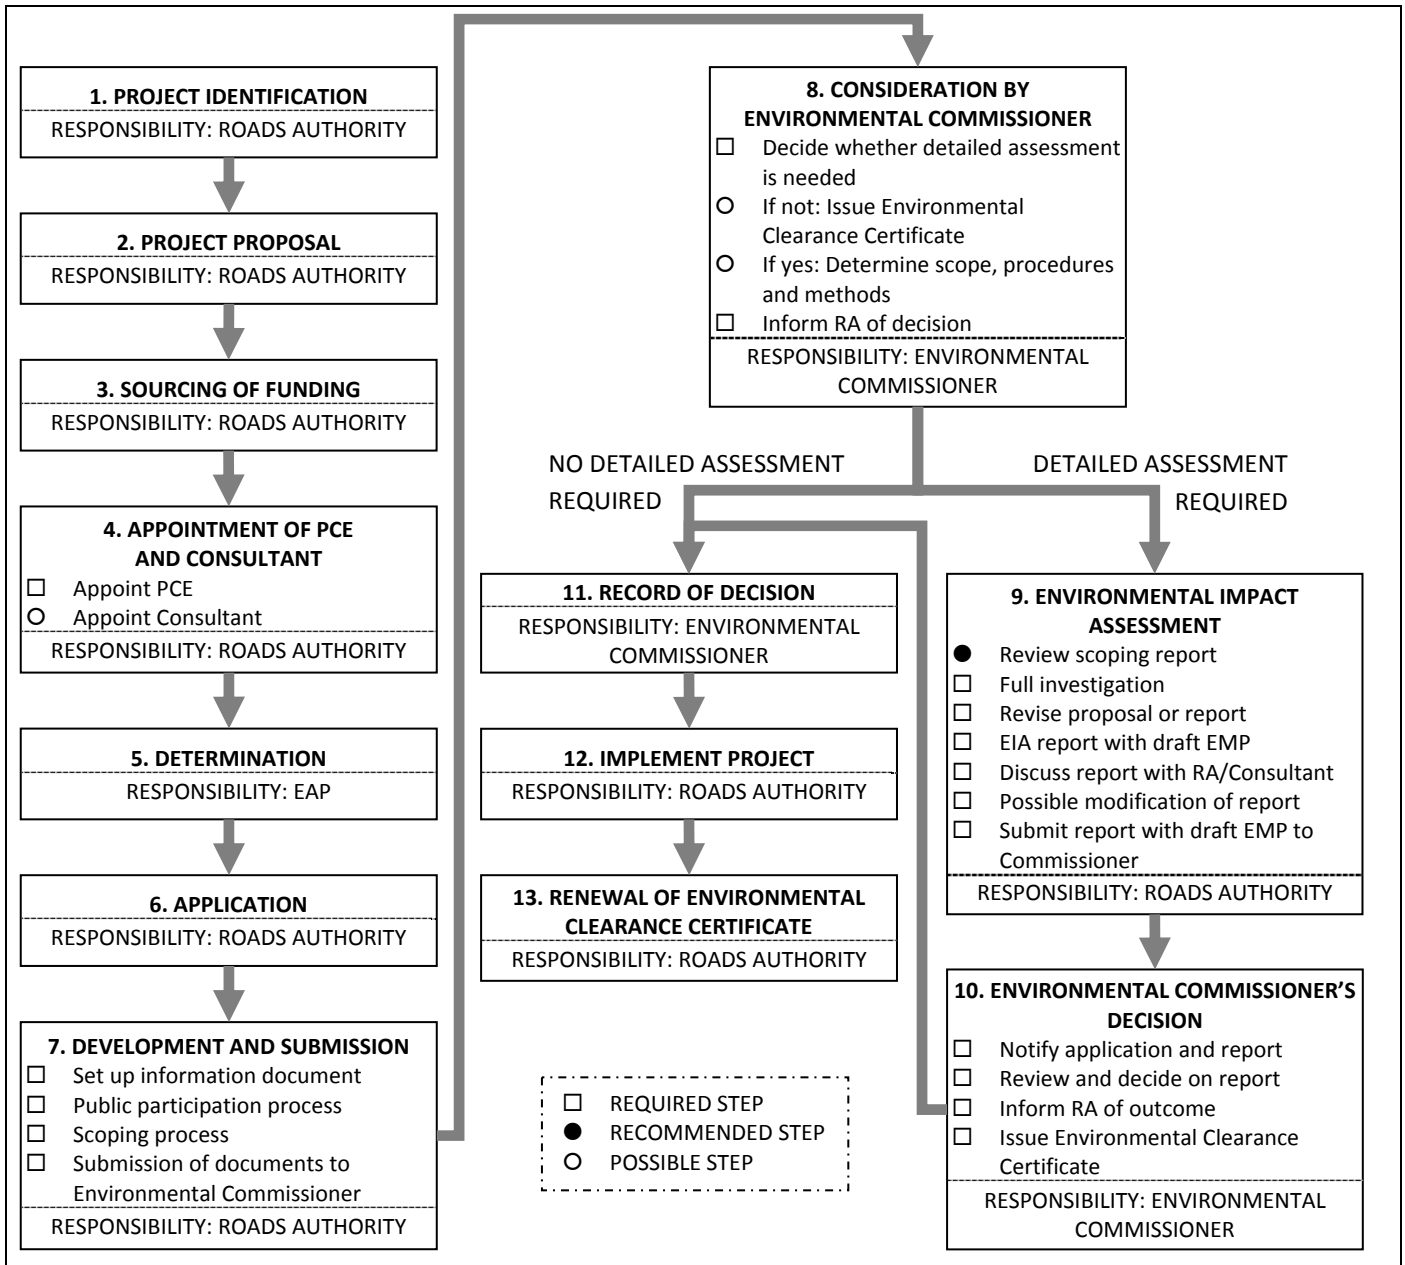 1. PROJECT IDENTIFICATION
RESPONSIBILITY: ROADS AUTHORITY
2. PROJECT PROPOSAL
RESPONSIBILITY: ROADS AUTHORITY
3. SOURCING OF FUNDING
RESPONSIBILITY: ROADS AUTHORITY
4. APPOINTMENT OF PCE
AND CONSULTANT
□ Appoint PCE
○ Appoint Consultant
RESPONSIBILITY: ROADS AUTHORITY
5. DETERMINATION
RESPONSIBILITY: EAP
6. APPLICATION
RESPONSIBILITY: ROADS AUTHORITY
7. DEVELOPMENT AND SUBMISSION
□ Set up information document
□ Public participation process
□ Scoping process
□ Submission of documents to
Environmental Commissioner
RESPONSIBILITY: ROADS AUTHORITY
8. CONSIDERATION BY
ENVIRONMENTAL COMMISSIONER
□ Decide whether detailed assessment
is needed
○ If not: Issue Environmental
Clearance Certificate
○ If yes: Determine scope, procedures
and methods
□ Inform RA of decision
RESPONSIBILITY: ENVIRONMENTAL
COMMISSIONER
NO DETAILED ASSESSMENT
REQUIRED
DETAILED ASSESSMENT
REQUIRED
9. ENVIRONMENTAL IMPACT
ASSESSMENT
● Review scoping report
□ Full investigation
□ Revise proposal or report
□ EIA report with draft EMP
□ Discuss report with RA/Consultant
□ Possible modification of report
□ Submit report with draft EMP to
Commissioner
RESPONSIBILITY: ROADS AUTHORITY
10. ENVIRONMENTAL COMMISSIONER’S
DECISION
□ Notify application and report
□ Review and decide on report
□ Inform RA of outcome
□ Issue Environmental Clearance
Certificate
RESPONSIBILITY: ENVIRONMENTAL
COMMISSIONER
11. RECORD OF DECISION
RESPONSIBILITY: ENVIRONMENTAL
COMMISSIONER
12. IMPLEMENT PROJECT
RESPONSIBILITY: ROADS AUTHORITY
13. RENEWAL OF ENVIRONMENTAL
CLEARANCE CERTIFICATE
RESPONSIBILITY: ROADS AUTHORITY
□ REQUIRED STEP
● RECOMMENDED STEP
○ POSSIBLE STEP